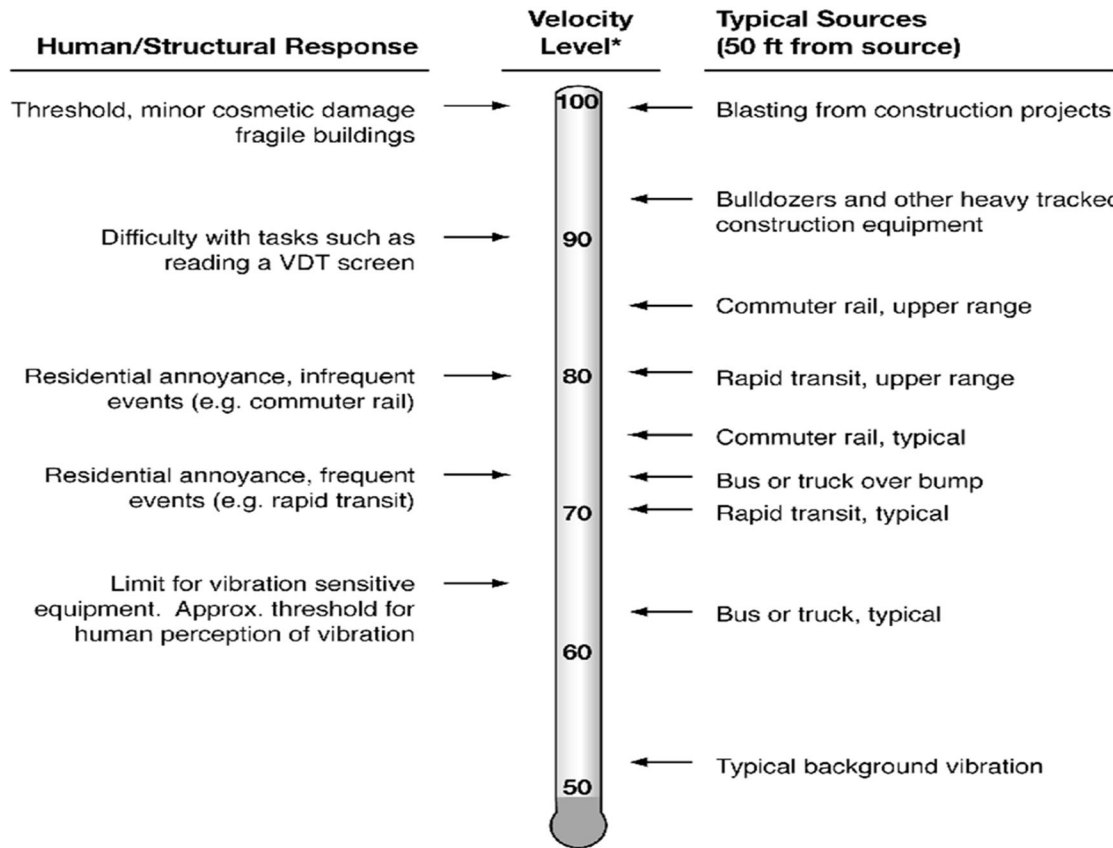 Human/Structural Response
Velocity
Level*
Typical Sources
(50 ft from source)
Threshold, minor cosmetic damage
fragile buildings
100
Blasting from construction projects
Bulldozers and other heavy tracked
construction equipment
Difficulty with tasks such as
reading a VDT screen
90
Commuter rail, upper range
Residential annoyance, infrequent
events (e.g. commuter rail)
80
Rapid transit, upper range
Commuter rail, typical
Residential annoyance, frequent
events (e.g. rapid transit)
Bus or truck over bump
70
Rapid transit, typical
Limit for vibration sensitive
equipment. Approx. threshold for
human perception of vibration
Bus or truck, typical
60
Typical background vibration
50